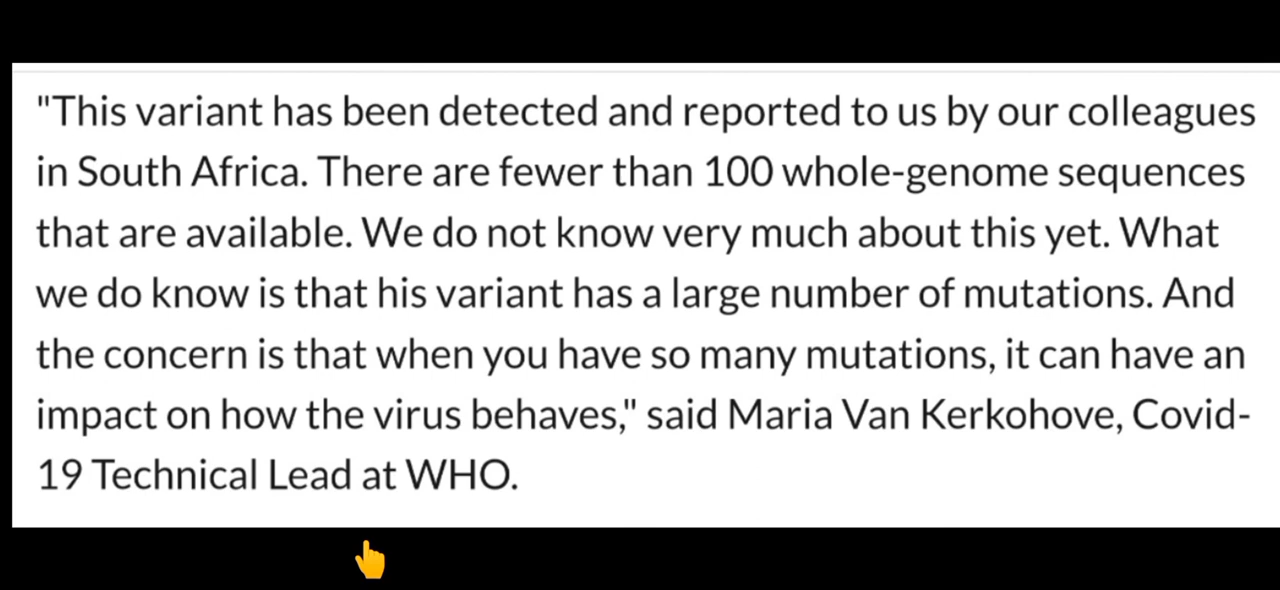 "This variant has been detected and reported to us by our colleagues
in South Africa. There are fewer than 100 whole-genome sequences
that are available. We do not know very much about this yet. What
we do know is that his variant has a large number of mutations. And
the concern is that when you have so many mutations, it can have an
impact on how the virus behaves," said Maria Van Kerkohove, Covid-
19 Technical Lead at WHO.